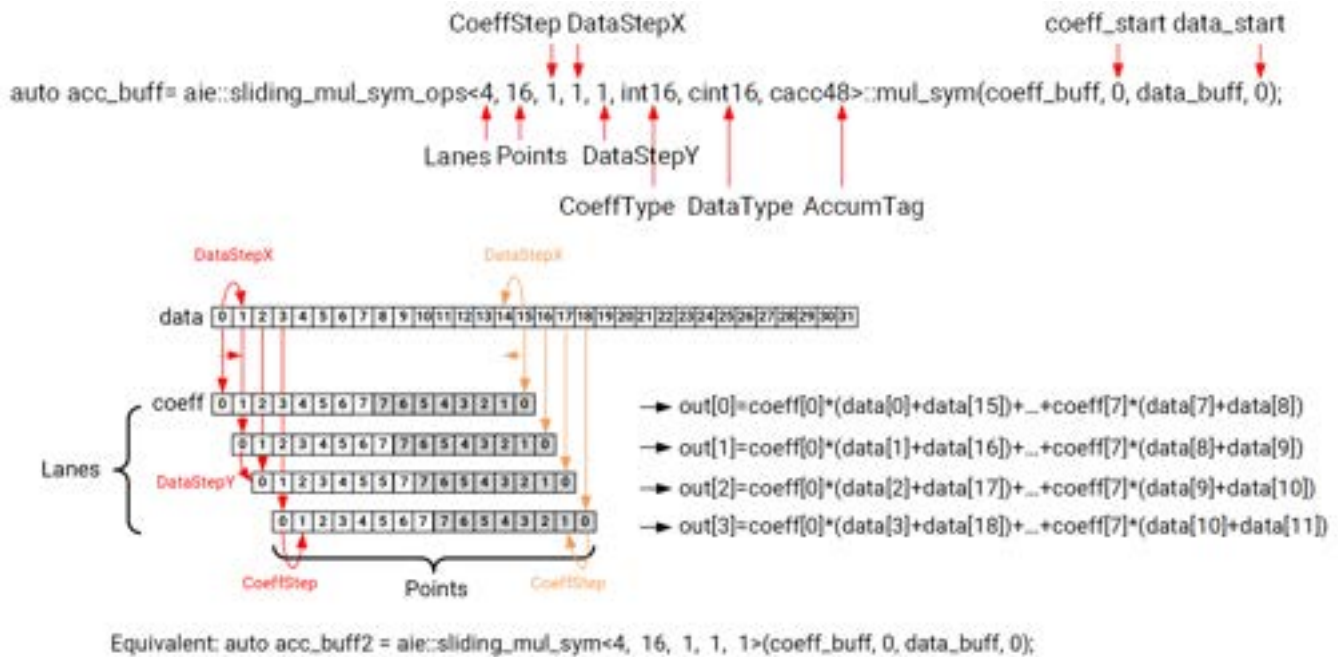 CoeffStep DataStepX coeff_start data_start
auto acc_buff= aie::sliding_mul_sym_ops<4, 16, 1, 1, 1, int16, cint16, cacc48>::mul_sym(coeff_buff, 0, data_buff, 0);
Lanes Points DataStepY
CoeffType DataType AccumTag
DataStepX DataStepX
data 0 1 2 3 4 5 6 7 8 9 10 11 12 13 14 15 16 17 18 19 20 21 22 23 24 25 26 27 28 29 30 31
coeff 0 1 2 3 4 5 6 7 7 6 5 4 3 2 1 0 out[0]=coeff[0]*(data[0]+data[15])+...+coeff[7]*(data[7]+data[8])
0 1 2 3 4 5 6 7 7 6 5 4 3 2 1 0 out[1]=coeff[0]*(data[1]+data[16])+...+coeff[7]*(data[8]+data[9])
Lanes
DataStepY 0 1 2 3 4 5 6 7 7 6 5 4 3 2 1 0 out[2]=coeff[0]*(data[2]+data[17])+...+coeff[7]*(data[9]+data[10])
0 1 2 3 4 5 6 7 7 6 5 4 3 2 1 0 out[3]=coeff[0]*(data[3]+data[18])+...+coeff[7]*(data[10]+data[11])
CoeffStep Points CoeffStep
Equivalent: auto acc_buff2 = aie::sliding_mul_sym<4, 16, 1, 1, 1>(coeff_buff, 0, data_buff, 0);